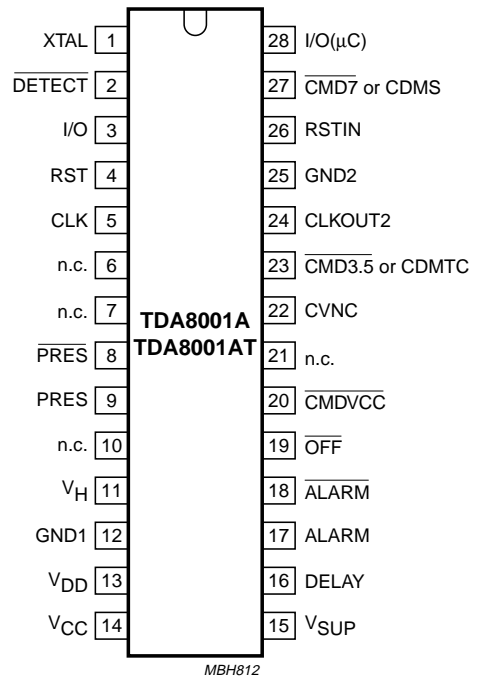 XTAL 1 28 I/O(μC)
DETECT 2 27 CMD7 or CDMS
I/O 3 26 RSTIN
RST 4 25 GND2
CLK 5 24 CLKOUT2
n.c. 6 23 CMD3.5 or CDMTC
n.c. 7 22 CVNC
TDA8001A
TDA8001AT
PRES 8 21 n.c.
PRES 9 20 CMDVCC
n.c. 10 19 OFF
VH 11 18 ALARM
GND1 12 17 ALARM
VDD 13 16 DELAY
VCC 14 15 VSUP
MBH812